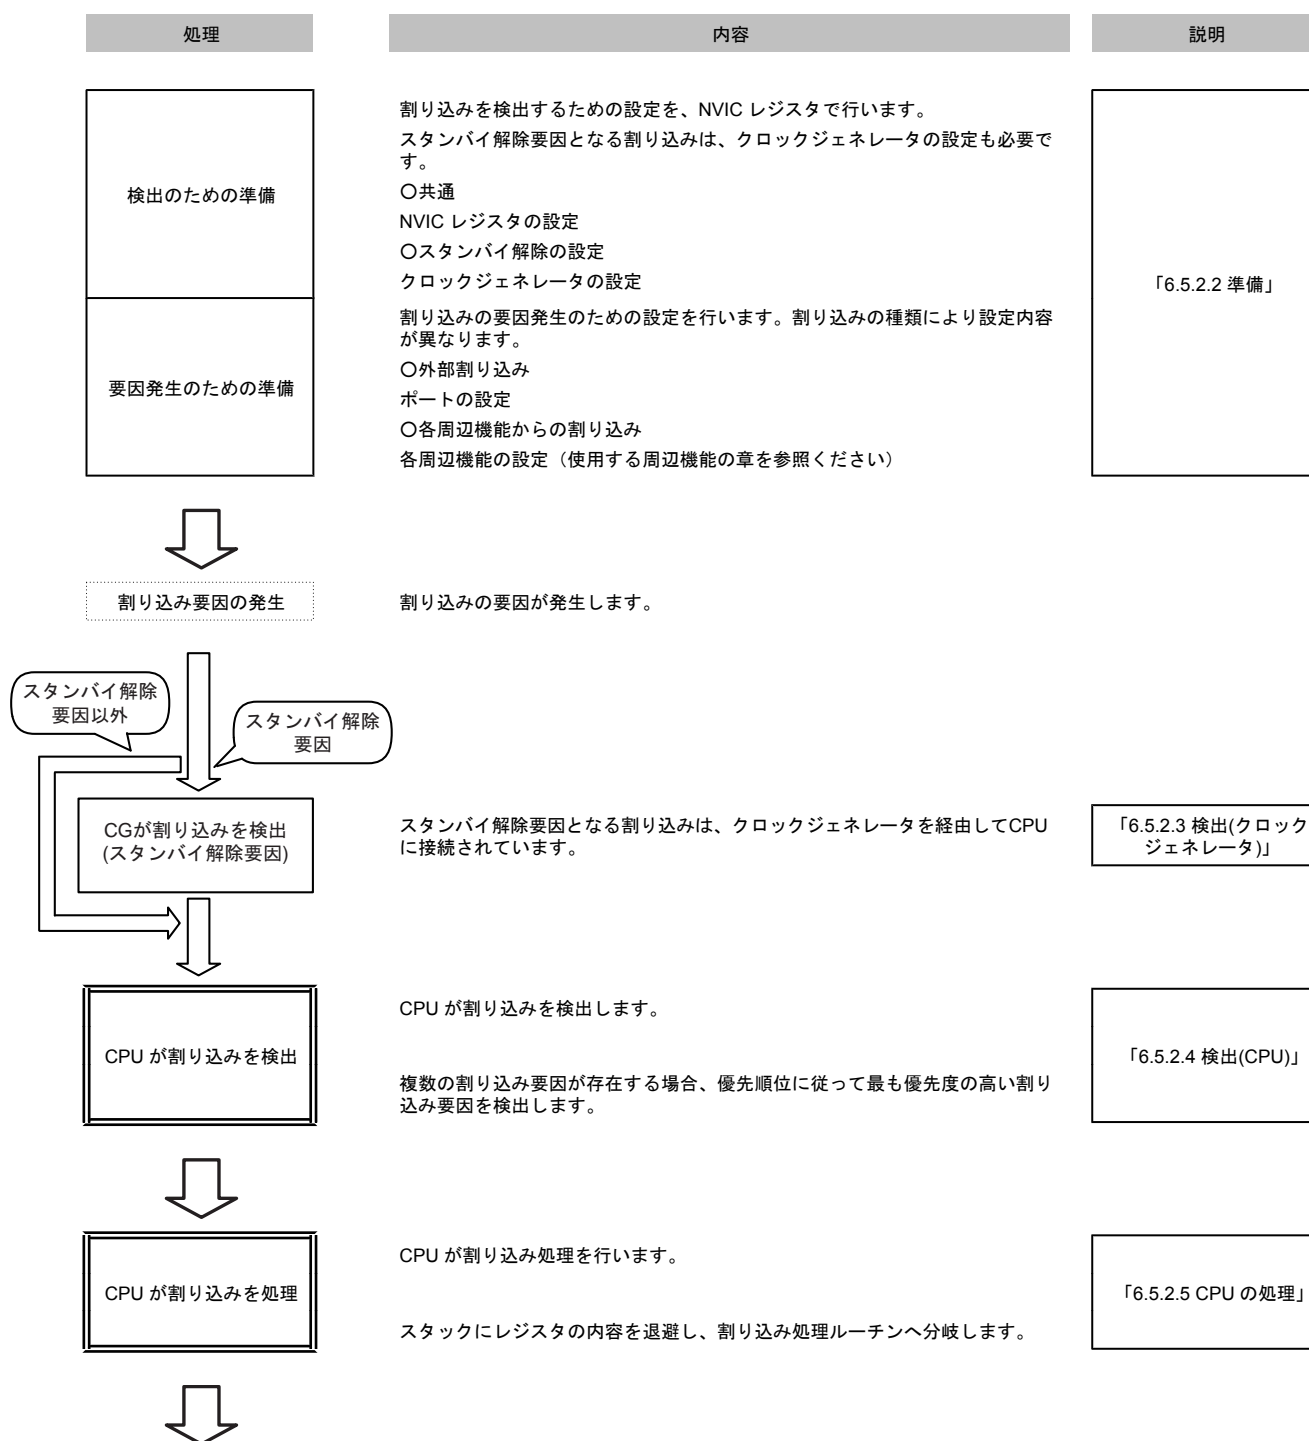 処理
内容
説明
検出のための準備
割り込みを検出するための設定を、NVIC レジスタで行います。
スタンバイ解除要因となる割り込みは、クロックジェネレータの設定も必要で
す。
〇共通
NVIC レジスタの設定
〇スタンバイ解除の設定
クロックジェネレータの設定
「6.5.2.2 準備」
要因発生のための準備
割り込みの要因発生のための設定を行います。割り込みの種類により設定内容
が異なります。
〇外部割り込み
ポートの設定
〇各周辺機能からの割り込み
各周辺機能の設定（使用する周辺機能の章を参照ください）
割り込み要因の発生
割り込みの要因が発生します。
スタンバイ解除
要因以外
スタンバイ解除
要因
CGが割り込みを検出
(スタンバイ解除要因)
スタンバイ解除要因となる割り込みは、クロックジェネレータを経由してCPU
に接続されています。
「6.5.2.3 検出(クロック
ジェネレータ)」
CPU が割り込みを検出
CPU が割り込みを検出します。
複数の割り込み要因が存在する場合、優先順位に従って最も優先度の高い割り
込み要因を検出します。
「6.5.2.4 検出(CPU)」
CPU が割り込みを処理
CPU が割り込み処理を行います。
スタックにレジスタの内容を退避し、割り込み処理ルーチンへ分岐します。
「6.5.2.5 CPU の処理」